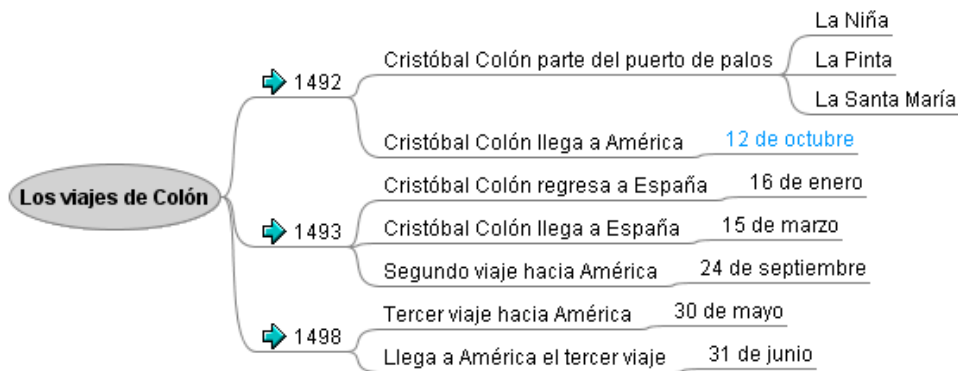 Los viajes de Colón
1492
Cristóbal Colón parte del puerto de palos
La Niña
La Pinta
La Santa María
Cristóbal Colón llega a América
12 de octubre
1493
Cristóbal Colón regresa a España
16 de enero
Cristóbal Colón llega a España
15 de marzo
Segundo viaje hacia América
24 de septiembre
1498
Tercer viaje hacia América
30 de mayo
Llega a América el tercer viaje
31 de junio